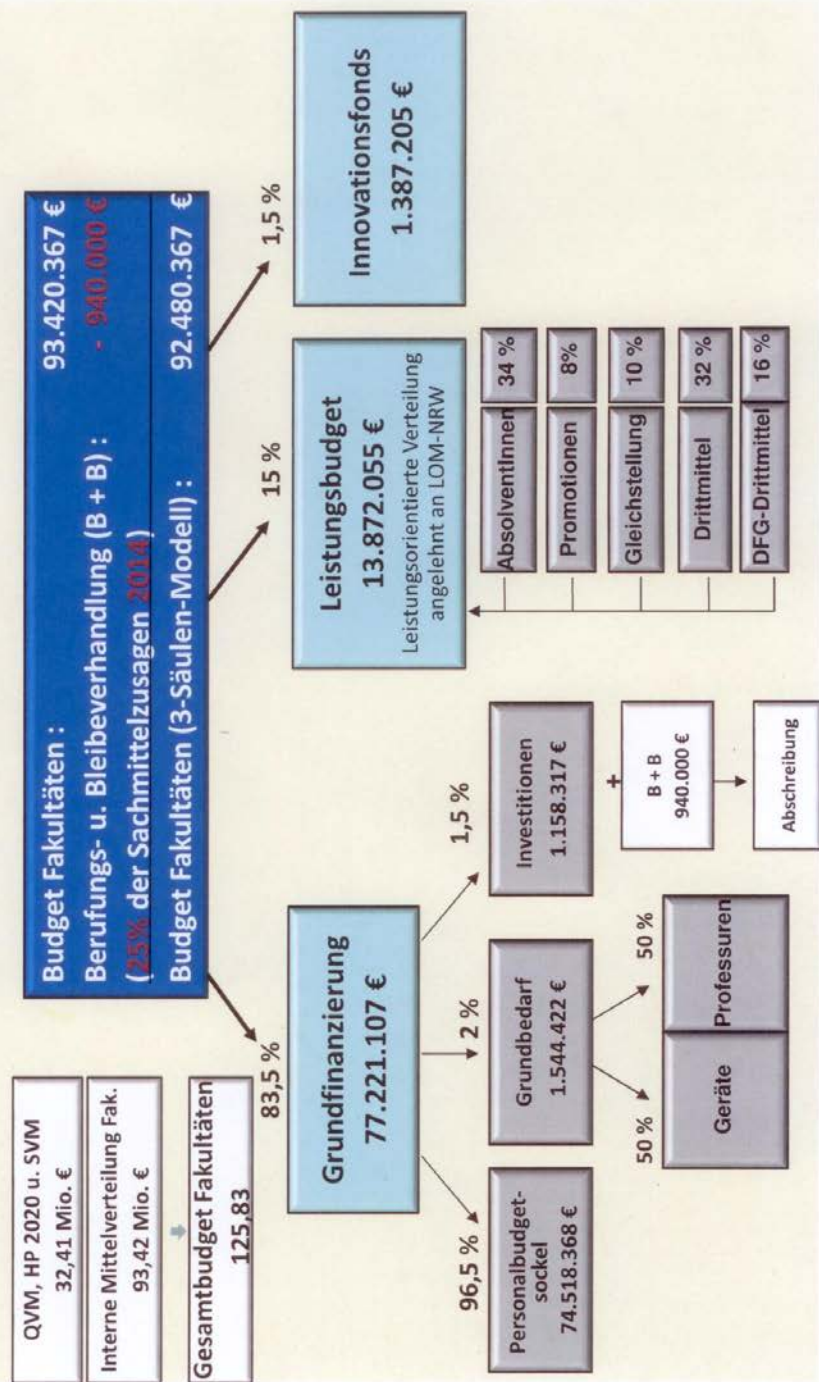 QVM, HP 2020 u. SVM
32,41 Mio. €
Interne Mittelverteilung Fak.
93,42 Mio. €
Gesamtbudget Fakultäten
125,83
Budget Fakultäten : 93.420.367 €
Berufungs- u. Bleibeverhandlung (B + B) : - 940.000 €
(25% der Sachmittelzusagen 2014)
Budget Fakultäten (3-Säulen-Modell) : 92.480.367 €
83,5 %
15 %
1,5 %
Grundfinanzierung
77.221.107 €
Leistungsbudget
13.872.055 €
Leistungsorientierte Verteilung
angelehnt an LOM-NRW
Innovationsfonds
1.387.205 €
96,5 %
2 %
1,5 %
Personalbudget-
sockel
74.518.368 €
Grundbedarf
1.544.422 €
Investitionen
1.158.317 €
+
B + B
940.000 €
Abschreibung
50 %
50 %
Geräte
Professuren
AbsolventInnen 34 %
Promotionen 8%
Gleichstellung 10 %
Drittmittel 32 %
DFG-Drittmittel 16 %